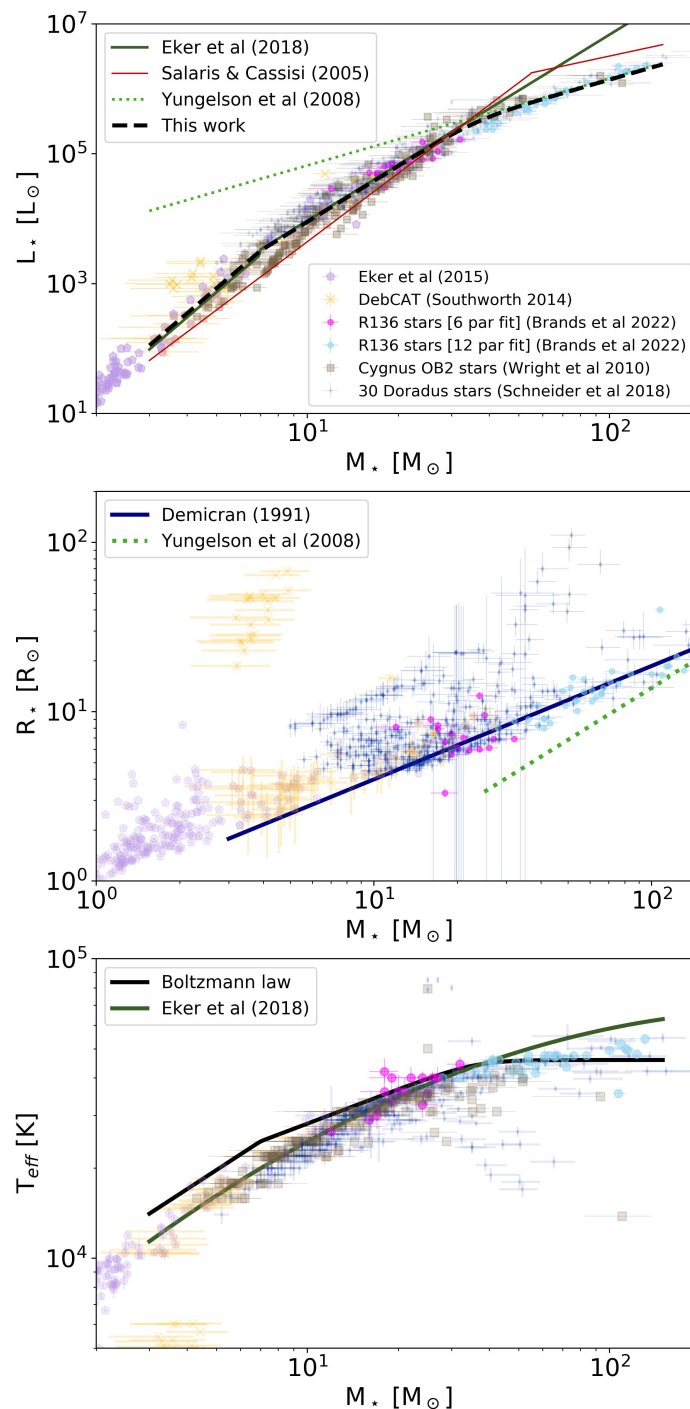 10^7
10^5
10^3
10^1
L⋆ [L☉]
Eker et al (2018)
Salaris & Cassisi (2005)
Yungelson et al (2008)
This work
Eker et al (2015)
DebCAT (Southworth 2014)
R136 stars [6 par fit] (Brands et al 2022)
R136 stars [12 par fit] (Brands et al 2022)
Cygnus OB2 stars (Wright et al 2010)
30 Doradus stars (Schneider et al 2018)
10^1 10^2
M⋆ [M☉]
Demicran (1991)
Yungelson et al (2008)
10^2
10^1
10^0
R⋆ [R☉]
10^0 10^1 10^2
M⋆ [M☉]
10^5
10^4
T_eff [K]
Boltzmann law
Eker et al (2018)
10^1 10^2
M⋆ [M☉]